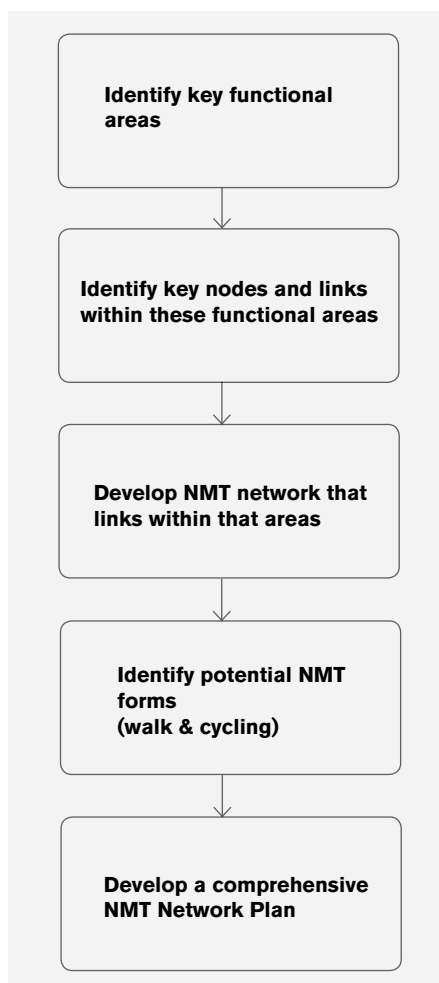 Identify key functional
areas
Identify key nodes and links
within these functional areas
Develop NMT network that
links within that areas
Identify potential NMT
forms
(walk & cycling)
Develop a comprehensive
NMT Network Plan